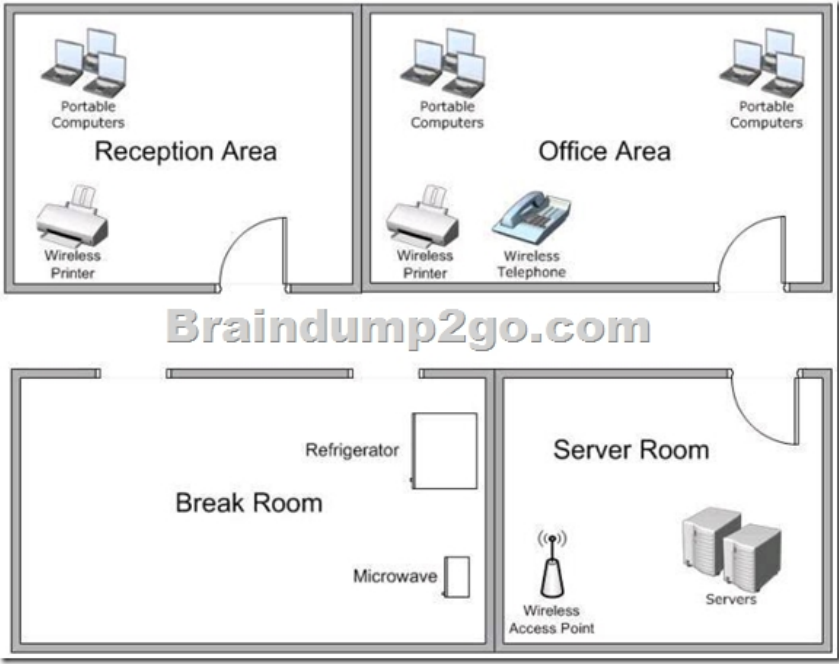 Portable
Computers
Portable
Computers
Portable
Computers
Reception Area
Office Area
Wireless
Printer
Wireless
Printer
Wireless
Telephone
Braindump2go.com
Refrigerator
Server Room
Break Room
Microwave
Wireless
Access Point
Servers